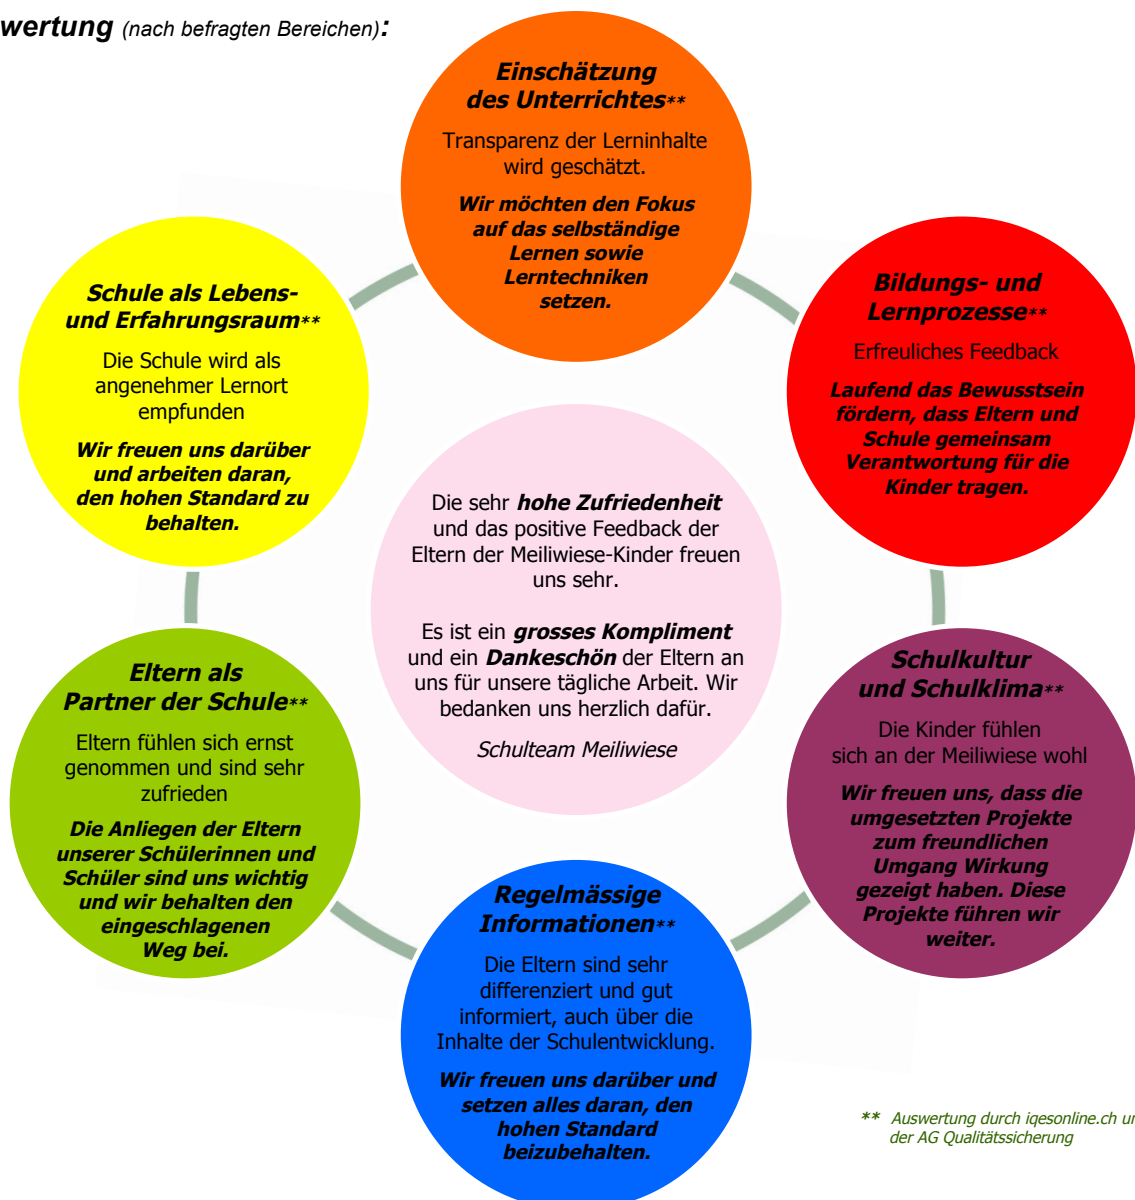 wertung (nach befragten Bereichen):
Einschätzung
des Unterrichtes**
Transparenz der Lerninhalte
wird geschätzt.
Wir möchten den Fokus
auf das selbständige
Lernen sowie
Lerntechniken
setzen.
Bildungs- und
Lernprozesse**
Erfreuliches Feedback
Laufend das Bewusstsein
fördern, dass Eltern und
Schule gemeinsam
Verantwortung für die
Kinder tragen.
Schulkultur
und Schulklima**
Die Kinder fühlen
sich an der Meiliwiese wohl
Wir freuen uns, dass die
umgesetzten Projekte
zum freundlichen
Umgang Wirkung
gezeigt haben. Diese
Projekte führen wir
weiter.
Regelmässige
Informationen**
Die Eltern sind sehr
differenziert und gut
informiert, auch über die
Inhalte der Schulentwicklung.
Wir freuen uns darüber und
setzen alles daran, den
hohen Standard
beizubehalten.
Eltern als
Partner der Schule**
Eltern fühlen sich ernst
genommen und sind sehr
zufrieden
Die Anliegen der Eltern
unserer Schülerinnen und
Schüler sind uns wichtig
und wir behalten den
eingeschlagenen
Weg bei.
Schule als Lebens-
und Erfahrungsraum**
Die Schule wird als
angenehmer Lernort
empfunden
Wir freuen uns darüber
und arbeiten daran,
den hohen Standard zu
behalten.
Die sehr hohe Zufriedenheit
und das positive Feedback der
Eltern der Meiliwiese-Kinder freuen
uns sehr.
Es ist ein grosses Kompliment
und ein Dankeschön der Eltern an
uns für unsere tägliche Arbeit. Wir
bedanken uns herzlich dafür.
Schulteam Meiliwiese
** Auswertung durch iqesonline.ch
der AG Qualitätssicherung